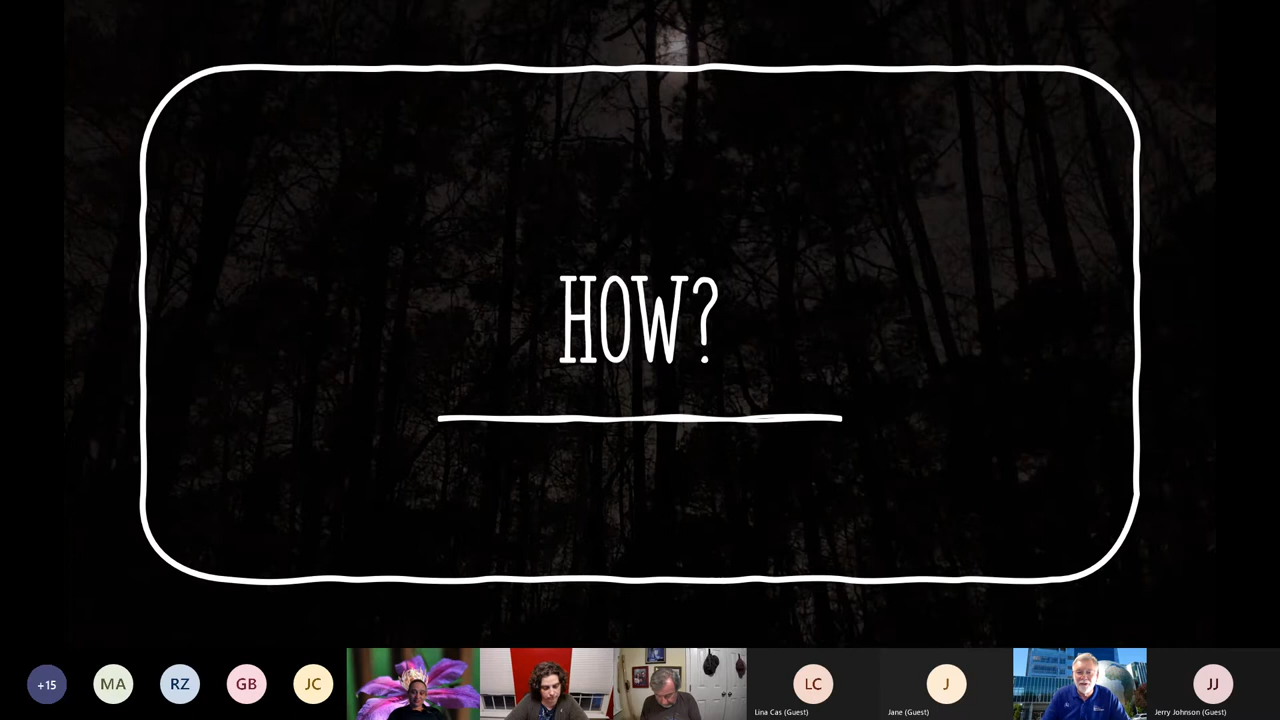 HOW?
+15
MA
RZ
GB
JC
LC
Lina Cas (Guest)
J
Jane (Guest)
JJ
Jerry Johnson (Guest)